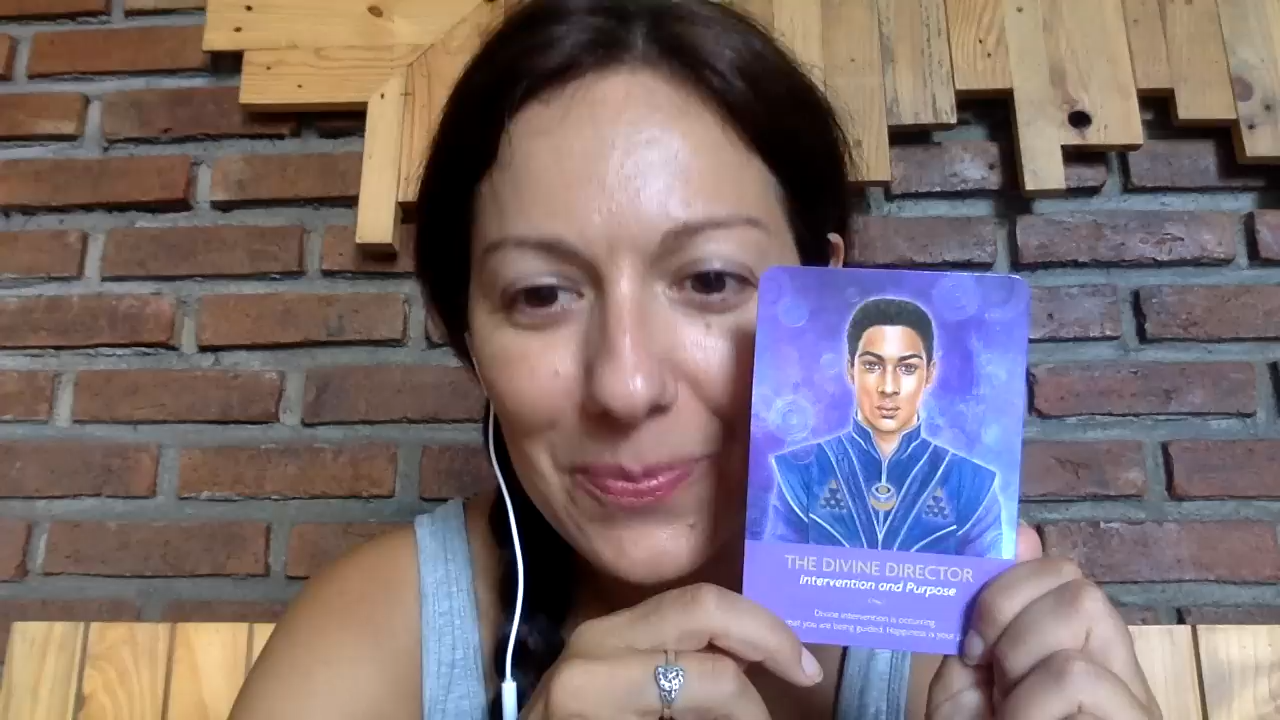 THE DIVINE DIRECTOR
Intervention and Purpose
Divine intervention is occurring
that you are being guided. Happiness is your